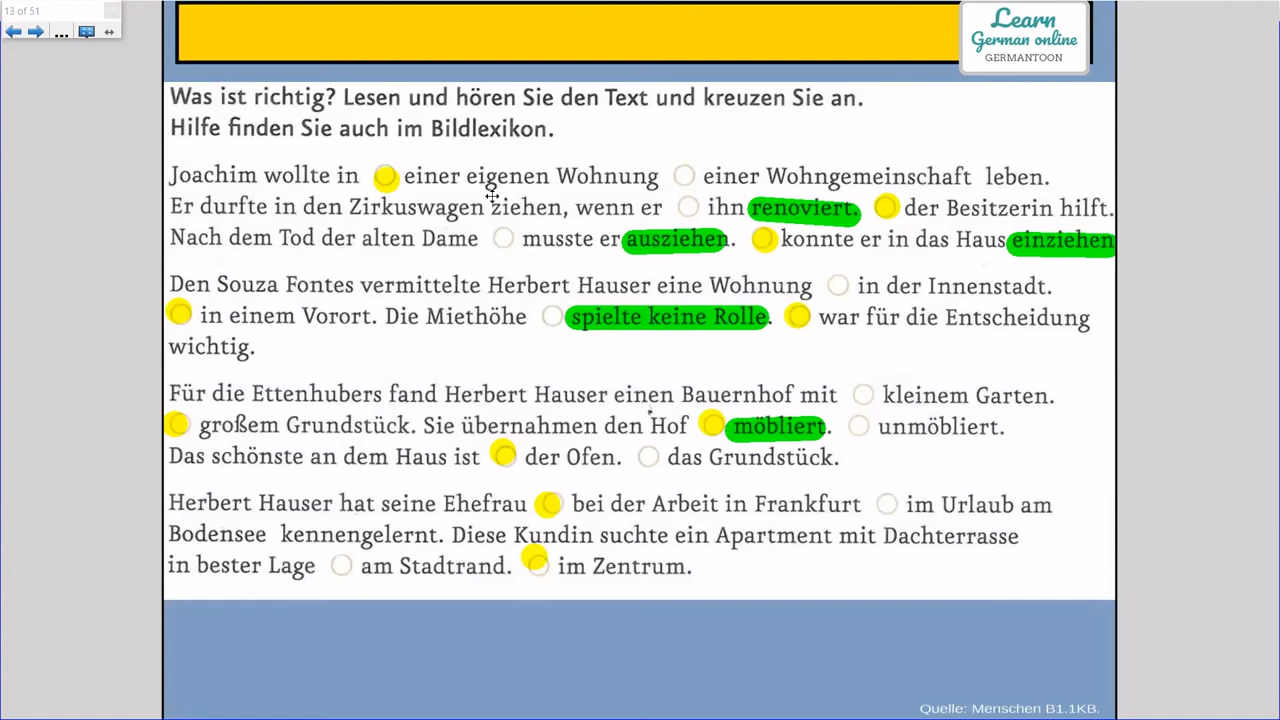 13 of 51
Learn
German online
GERMANTOON
Was ist richtig? Lesen und hören Sie den Text und kreuzen Sie an.
Hilfe finden Sie auch im Bildlexikon.
Joachim wollte in einer eigenen Wohnung einer Wohngemeinschaft leben.
Er durfte in den Zirkuswagen ziehen, wenn er ihn renoviert. der Besitzerin hilft.
Nach dem Tod der alten Dame musste er ausziehen. konnte er in das Haus einziehen
Den Souza Fontes vermittelte Herbert Hauser eine Wohnung in der Innenstadt.
in einem Vorort. Die Miethöhe spielte keine Rolle. war für die Entscheidung
wichtig.
Für die Ettenhubers fand Herbert Hauser einen Bauernhof mit kleinem Garten.
großem Grundstück. Sie übernahmen den Hof möbliert. unmöbliert.
Das schönste an dem Haus ist der Ofen. das Grundstück.
Herbert Hauser hat seine Ehefrau bei der Arbeit in Frankfurt im Urlaub am
Bodensee kennengelernt. Diese Kundin suchte ein Apartment mit Dachterrasse
in bester Lage am Stadtrand. im Zentrum.
Quelle: Menschen B1.1KB.